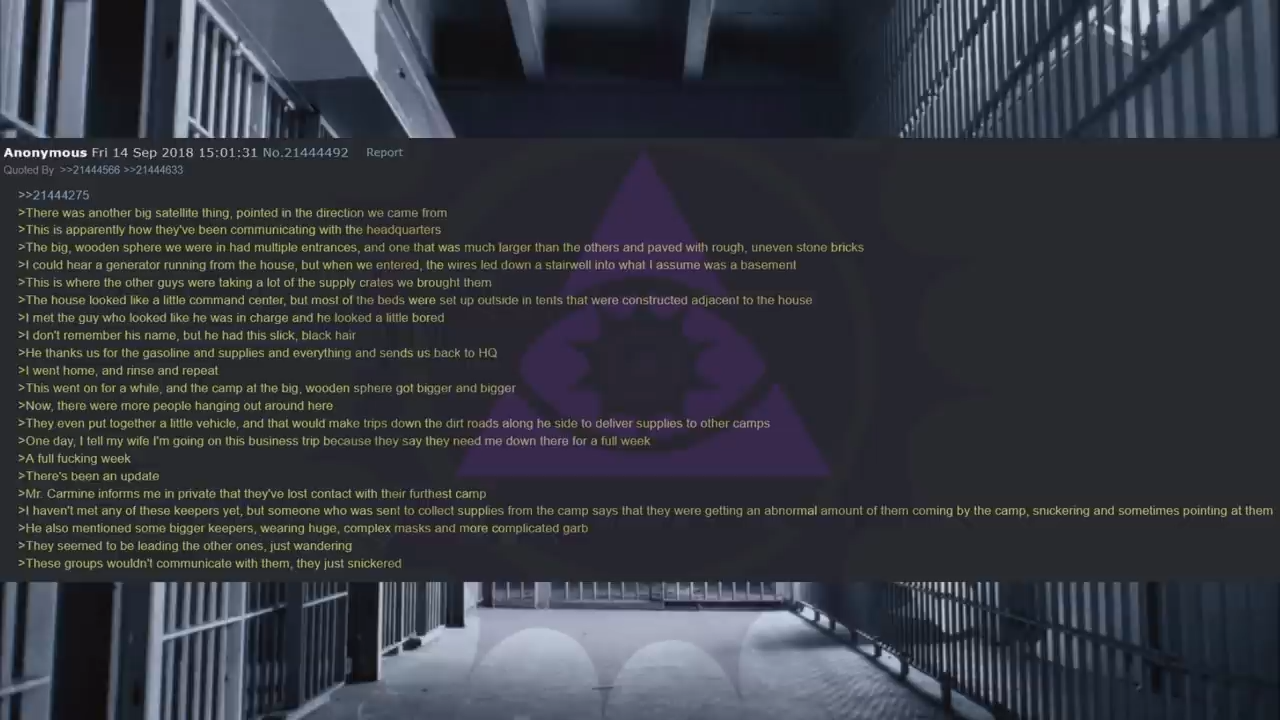 Anonymous Fri 14 Sep 2018 15:01:31 No.21444492 Report
Quoted By >>21444566 >>21444633
>>21444275
>There was another big satellite thing, pointed in the direction we came from
>This is apparently how they've been communicating with the headquarters
>The big, wooden sphere we were in had multiple entrances, and one that was much larger than the others and paved with rough, uneven stone bricks
>I could hear a generator running from the house, but when we entered, the wires led down a stairwell into what I assume was a basement
>This is where the other guys were taking a lot of the supply crates we brought them
>The house looked like a little command center, but most of the beds were set up outside in tents that were constructed adjacent to the house
>I met the guy who looked like he was in charge and he looked a little bored
>I don't remember his name, but he had this slick, black hair
>He thanks us for the gasoline and supplies and everything and sends us back to HQ
>I went home, and rinse and repeat
>This went on for a while, and the camp at the big, wooden sphere got bigger and bigger
>Now, there were more people hanging out around here
>They even put together a little vehicle, and that would make trips down the dirt roads along he side to deliver supplies to other camps
>One day, I tell my wife I'm going on this business trip because they say they need me down there for a full week
>A full fucking week
>There's been an update
>Mr. Carmine informs me in private that they've lost contact with their furthest camp
>I haven't met any of these keepers yet, but someone who was sent to collect supplies from the camp says that they were getting an abnormal amount of them coming by the camp, snickering and sometimes pointing at them
>He also mentioned some bigger keepers, wearing huge, complex masks and more complicated garb
>They seemed to be leading the other ones, just wandering
>These groups wouldn't communicate with them, they just snickered